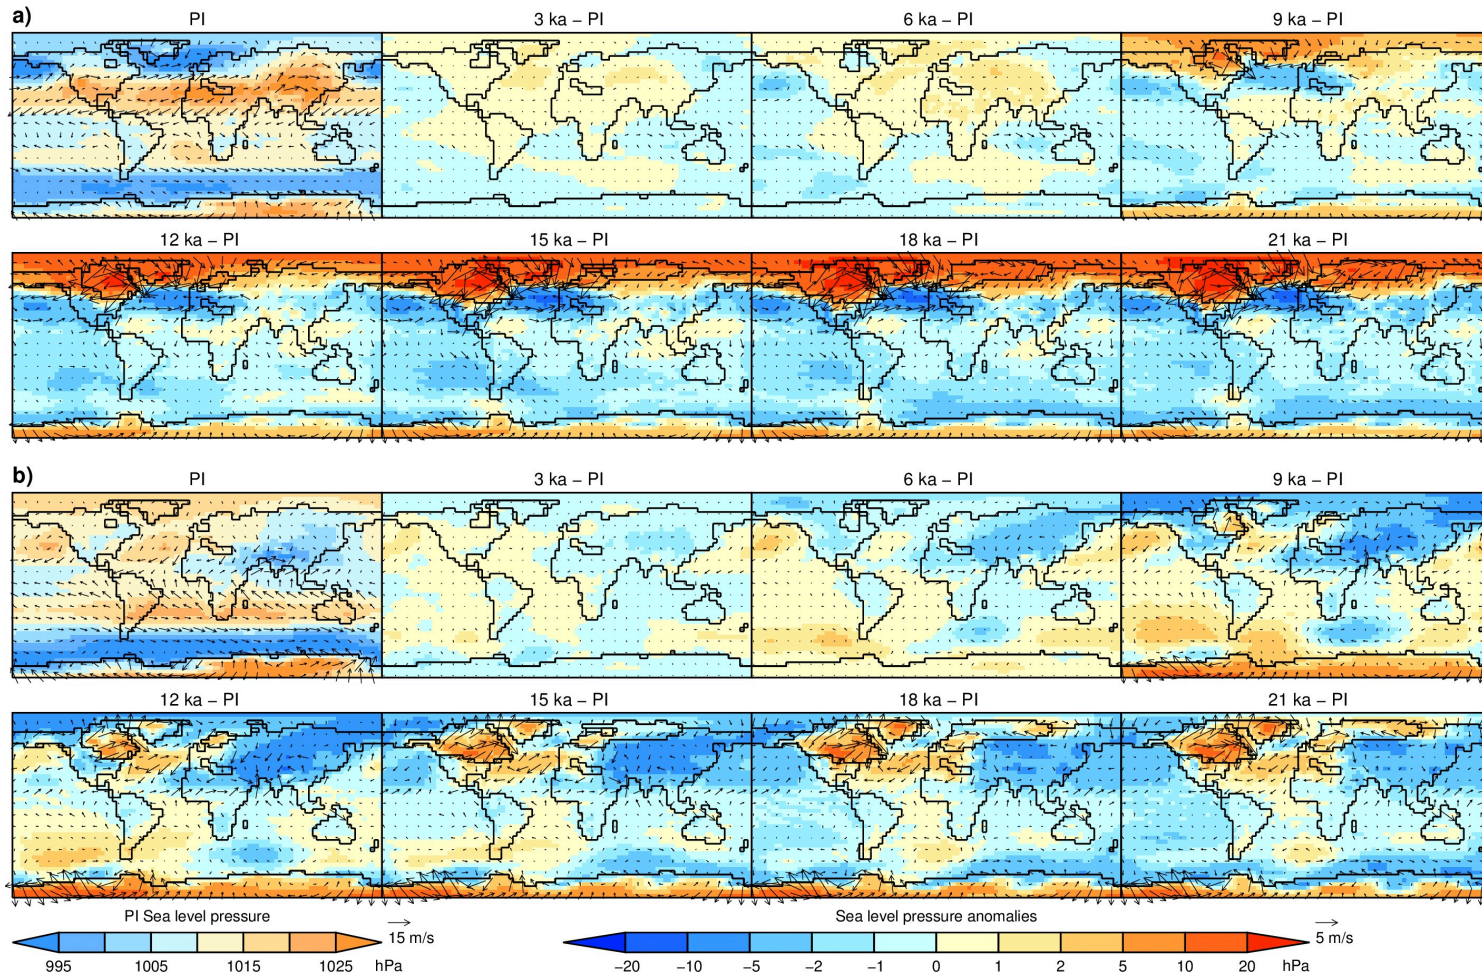 a)
PI
3 ka − PI
6 ka − PI
9 ka − PI
12 ka − PI
15 ka − PI
18 ka − PI
21 ka − PI
b)
PI
3 ka − PI
6 ka − PI
9 ka − PI
12 ka − PI
15 ka − PI
18 ka − PI
21 ka − PI
PI Sea level pressure
15 m/s
995 1005 1015 1025 hPa
Sea level pressure anomalies
5 m/s
−20 −10 −5 −2 −1 0 1 2 5 10 20 hPa